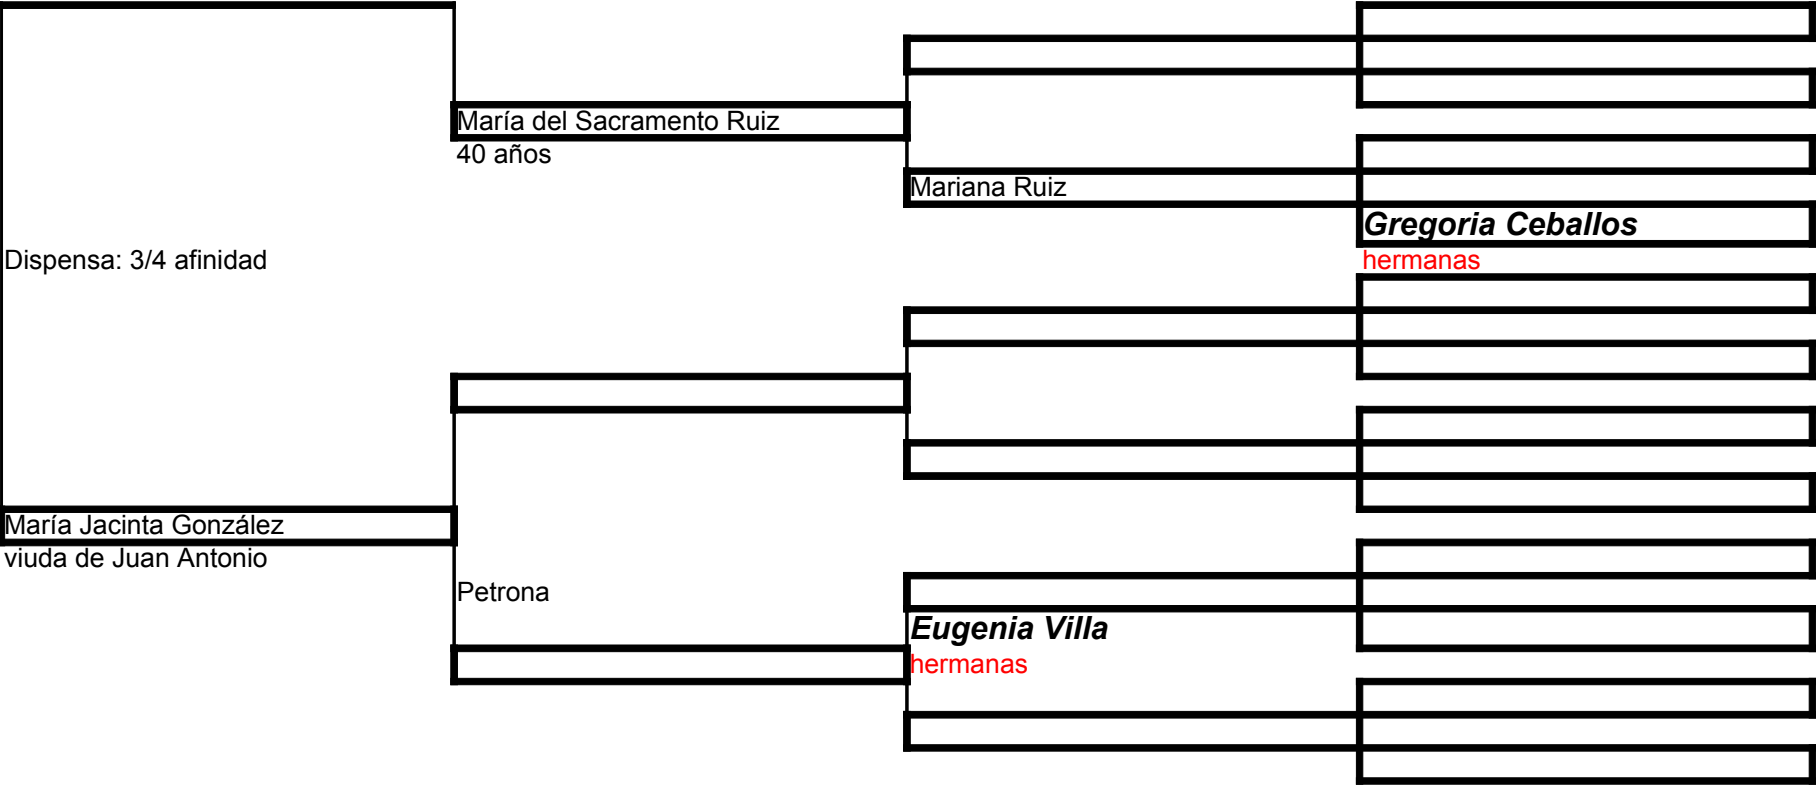 María del Sacramento Ruiz
40 años
Mariana Ruiz
Gregoria Ceballos
Dispensa: 3/4 afinidad
hermanas
María Jacinta González
viuda de Juan Antonio
Petrona
Eugenia Villa
hermanas